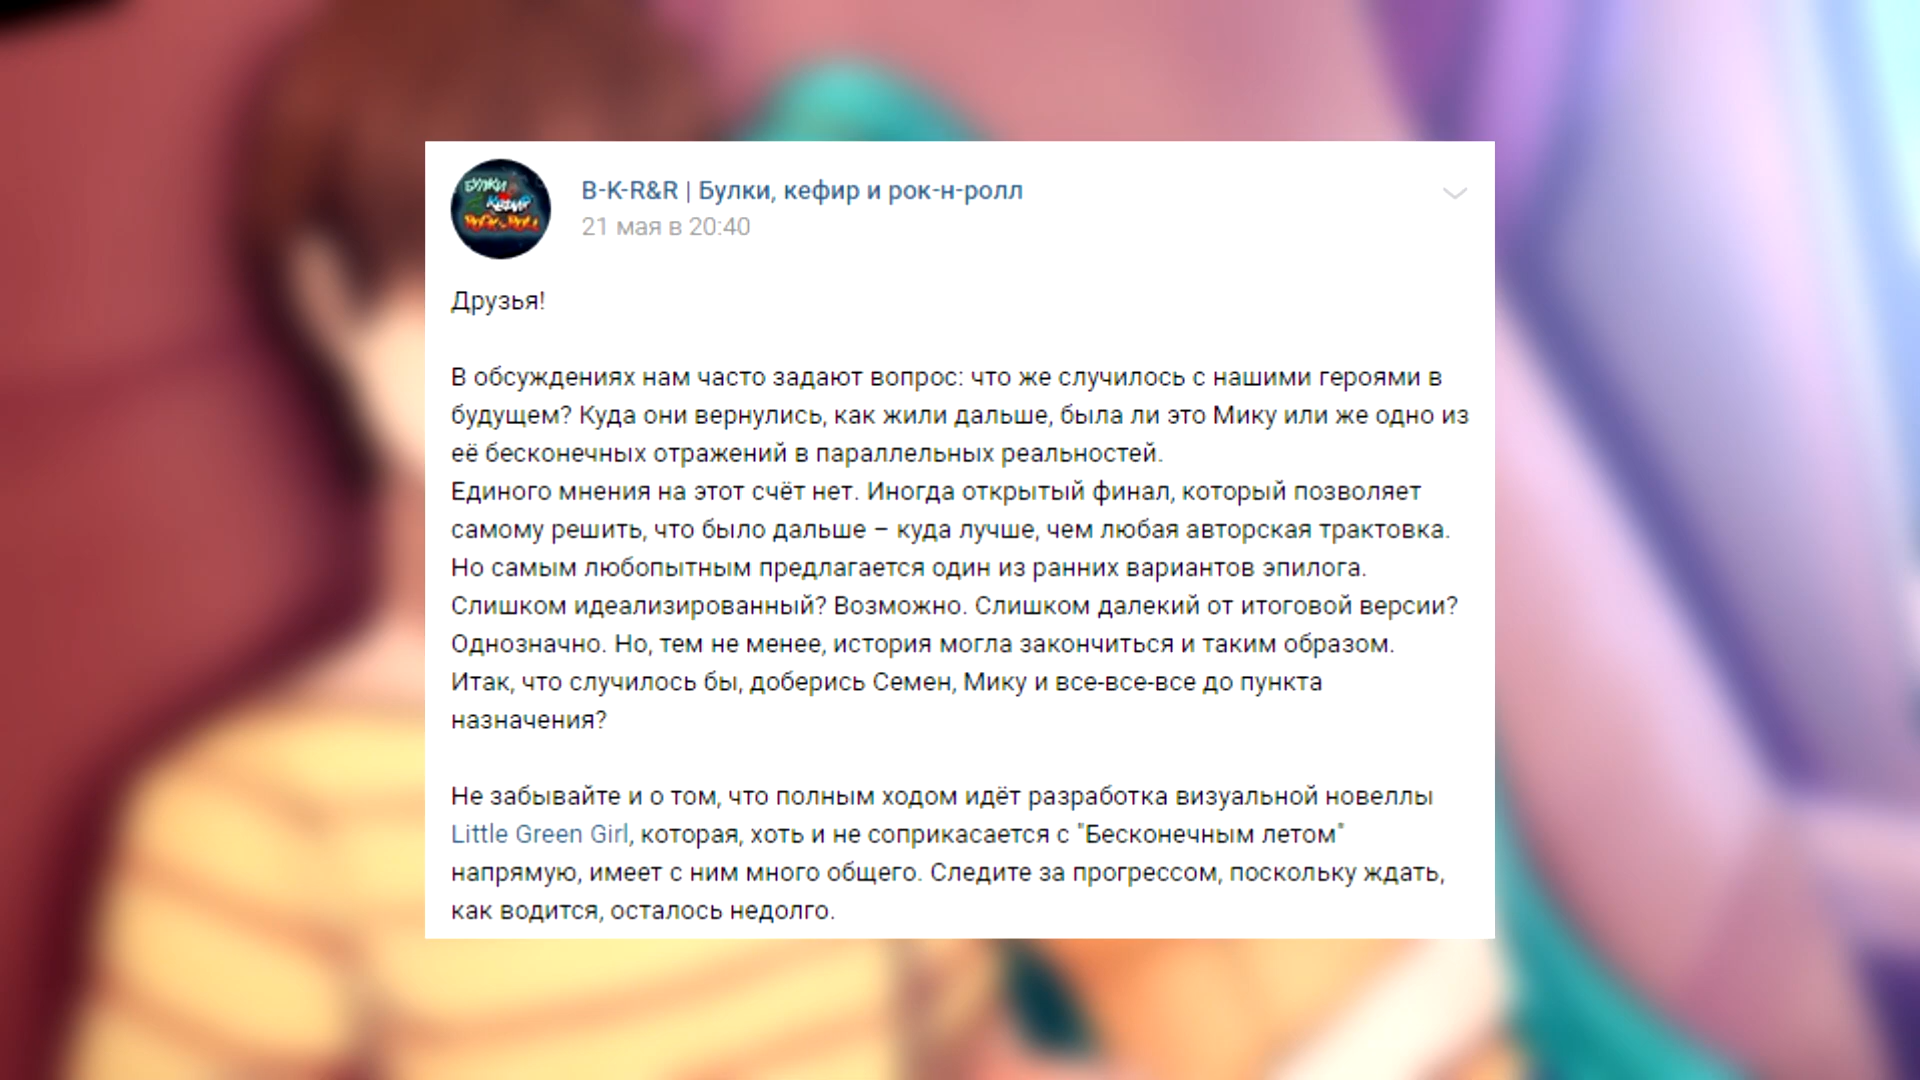 БУЛКИ
КЕФИР
ROCK-N-ROLL
B-K-R&R | Булки, кефир и рок-н-ролл
21 мая в 20:40
Друзья!
В обсуждениях нам часто задают вопрос: что же случилось с нашими героями в
будущем? Куда они вернулись, как жили дальше, была ли это Мику или же одно из
её бесконечных отражений в параллельных реальностей.
Единого мнения на этот счёт нет. Иногда открытый финал, который позволяет
самому решить, что было дальше – куда лучше, чем любая авторская трактовка.
Но самым любопытным предлагается один из ранних вариантов эпилога.
Слишком идеализированный? Возможно. Слишком далекий от итоговой версии?
Однозначно. Но, тем не менее, история могла закончиться и таким образом.
Итак, что случилось бы, доберись Семен, Мику и все-все-все до пункта
назначения?
Не забывайте и о том, что полным ходом идёт разработка визуальной новеллы
Little Green Girl, которая, хоть и не соприкасается с "Бесконечным летом"
напрямую, имеет с ним много общего. Следите за прогрессом, поскольку ждать,
как водится, осталось недолго.